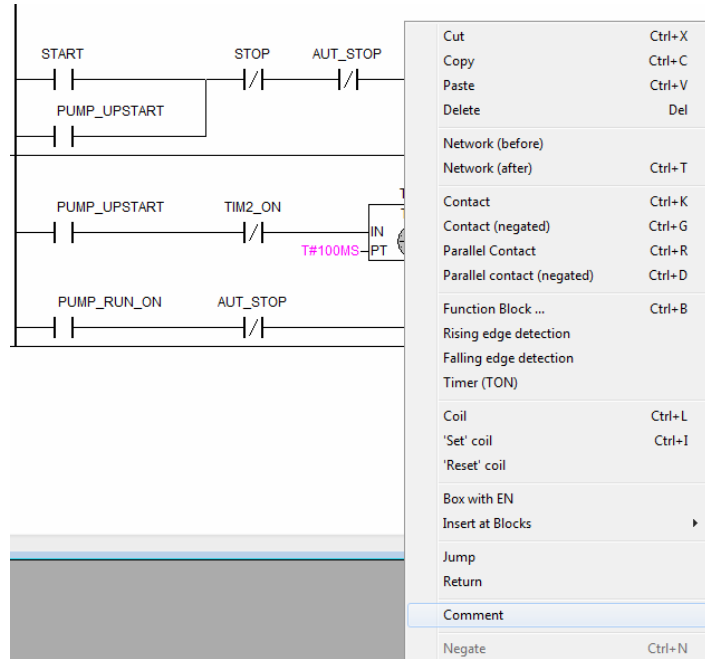 START STOP AUT_STOP
PUMP_UPSTART
PUMP_UPSTART TIM2_ON
IN
T#100MS PT
PUMP_RUN_ON AUT_STOP
Cut Ctrl+X
Copy Ctrl+C
Paste Ctrl+V
Delete Del
Network (before)
Network (after) Ctrl+T
Contact Ctrl+K
Contact (negated) Ctrl+G
Parallel Contact Ctrl+R
Parallel contact (negated) Ctrl+D
Function Block ... Ctrl+B
Rising edge detection
Falling edge detection
Timer (TON)
Coil Ctrl+L
'Set' coil Ctrl+I
'Reset' coil
Box with EN
Insert at Blocks
Jump
Return
Comment
Negate Ctrl+N